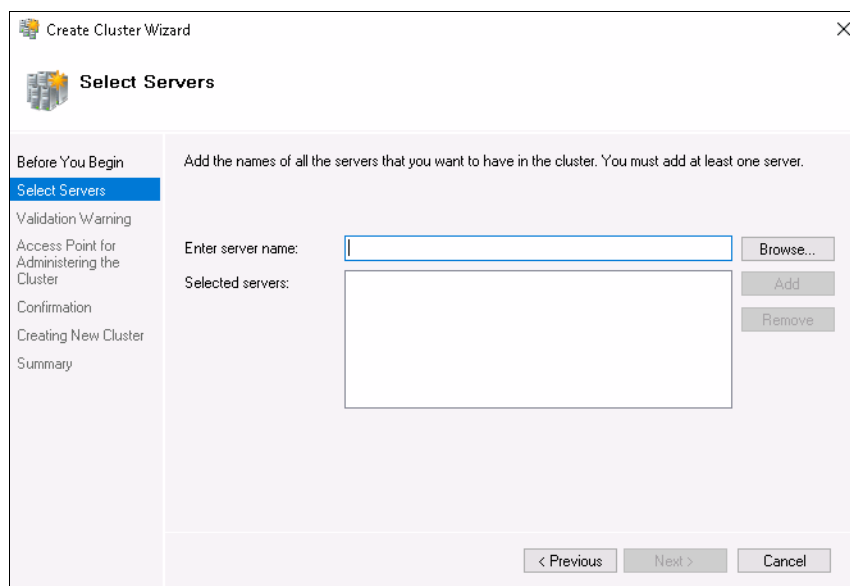 Create Cluster Wizard
Select Servers
Before You Begin
Select Servers
Validation Warning
Access Point for
Administering the
Cluster
Confirmation
Creating New Cluster
Summary
Add the names of all the servers that you want to have in the cluster. You must add at least one server.
Enter server name:
Browse...
Selected servers:
Add
Remove
< Previous
Next >
Cancel